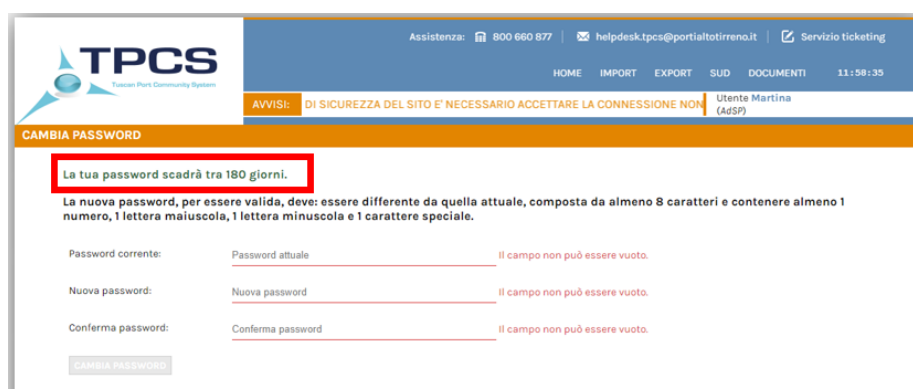 Assistenza: 800 660 877 | helpdesk.tpcs@portialtotirreno.it | Servizio ticketing
TPCS
Tuscan Port Community System
HOME IMPORT EXPORT SUD DOCUMENTI 11:58:35
AVVISI: DI SICUREZZA DEL SITO E' NECESSARIO ACCETTARE LA CONNESSIONE NON
Utente Martina
(AdSP)
CAMBIA PASSWORD
La tua password scadrà tra 180 giorni.
La nuova password, per essere valida, deve: essere differente da quella attuale, composta da almeno 8 caratteri e contenere almeno 1
numero, 1 lettera maiuscola, 1 lettera minuscola e 1 carattere speciale.
Password corrente: Password attuale Il campo non può essere vuoto.
Nuova password: Nuova password Il campo non può essere vuoto.
Conferma password: Conferma password Il campo non può essere vuoto.
CAMBIA PASSWORD